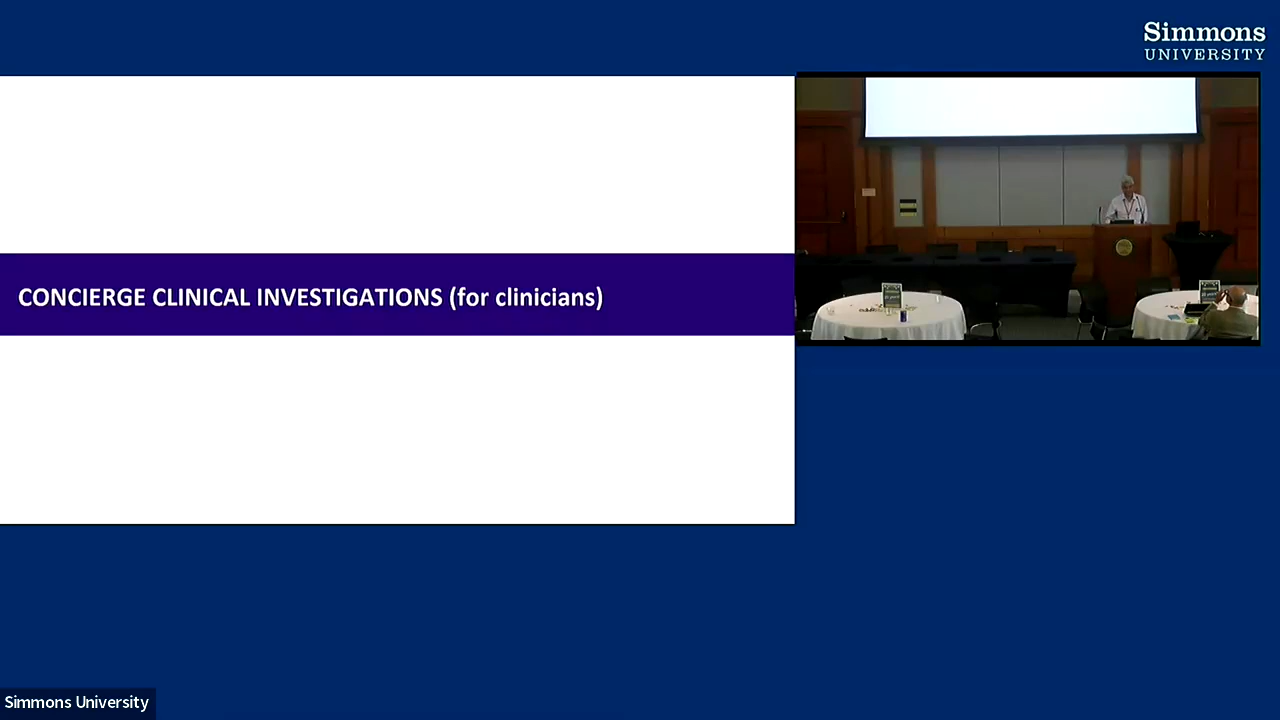 Simmons
UNIVERSITY
CONCIERGE CLINICAL INVESTIGATIONS (for clinicians)
Simmons University